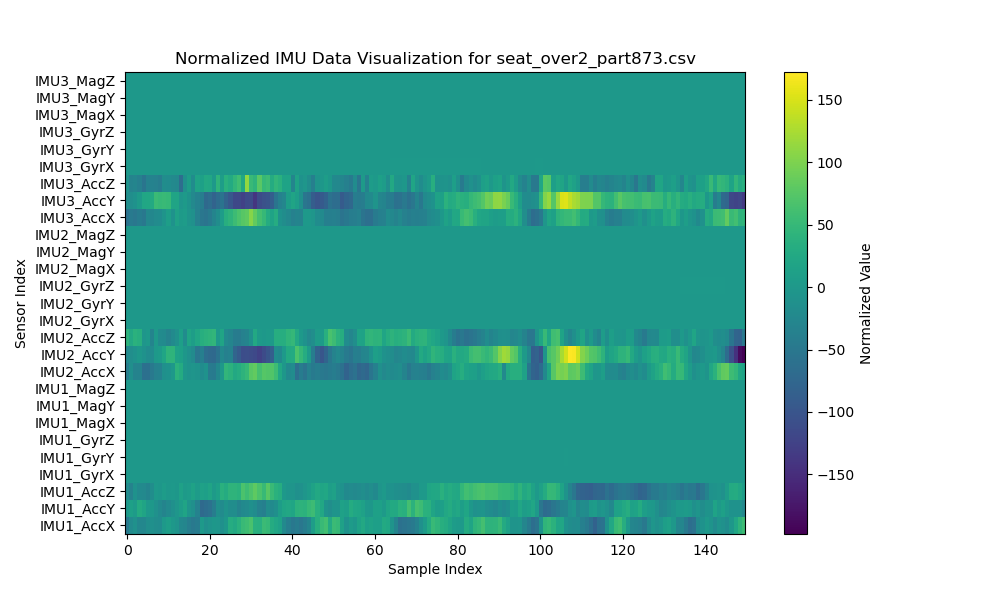 Normalized IMU Data Visualization for seat_over2_part873.csv
IMU3_MagZ
IMU3_MagY
IMU3_MagX
IMU3_GyrZ
IMU3_GyrY
IMU3_GyrX
IMU3_AccZ
IMU3_AccY
IMU3_AccX
IMU2_MagZ
IMU2_MagY
IMU2_MagX
IMU2_GyrZ
IMU2_GyrY
IMU2_GyrX
IMU2_AccZ
IMU2_AccY
IMU2_AccX
IMU1_MagZ
IMU1_MagY
IMU1_MagX
IMU1_GyrZ
IMU1_GyrY
IMU1_GyrX
IMU1_AccZ
IMU1_AccY
IMU1_AccX
Sensor Index
0 20 40 60 80 100 120 140
Sample Index
150
100
50
0
−50
−100
−150
Normalized Value